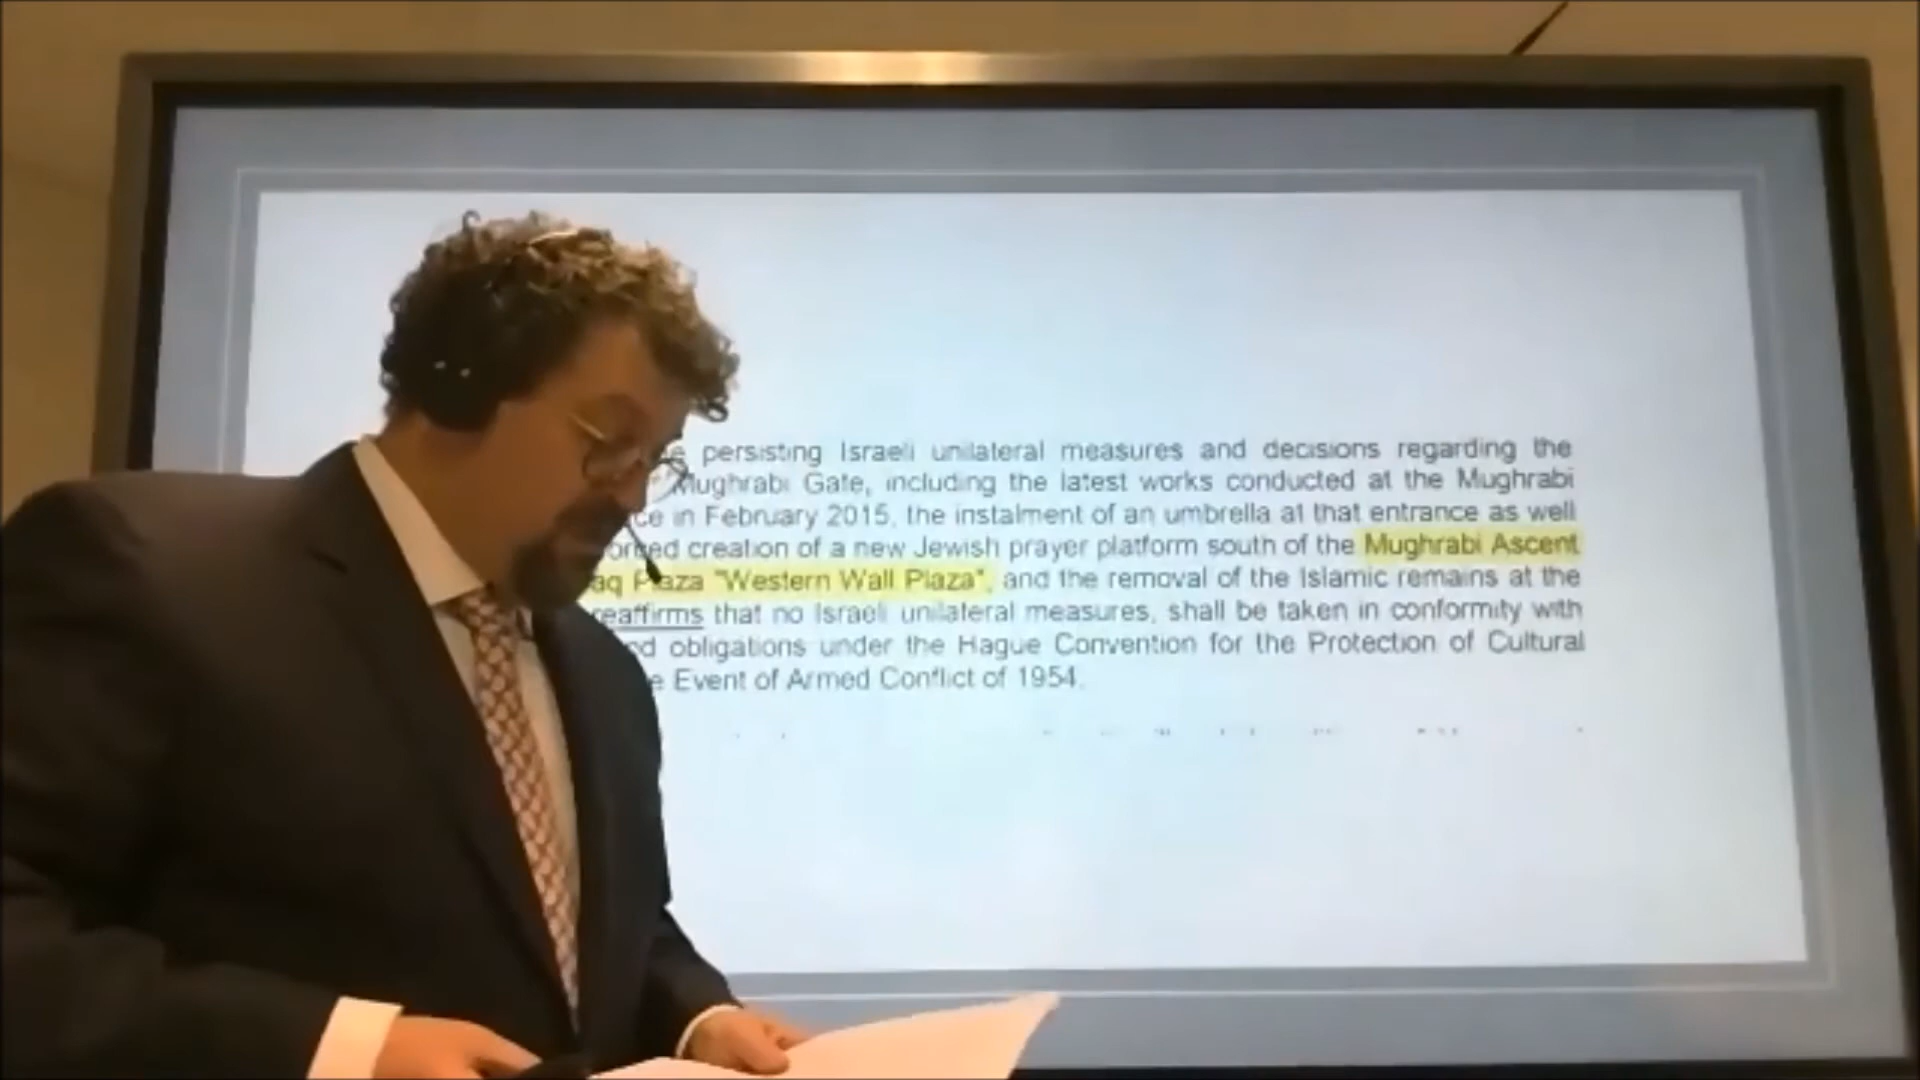 persisting Israeli unilateral measures and decisions regarding the
Mughrabi Gate, including the latest works conducted at the Mughrabi
ce in February 2015, the instalment of an umbrella at that entrance as well
creation of a new Jewish prayer platform south of the Mughrabi Ascent
aq Plaza "Western Wall Plaza", and the removal of the Islamic remains at the
reaffirms that no Israeli unilateral measures, shall be taken in conformity with
obligations under the Hague Convention for the Protection of Cultural
e Event of Armed Conflict of 1954.